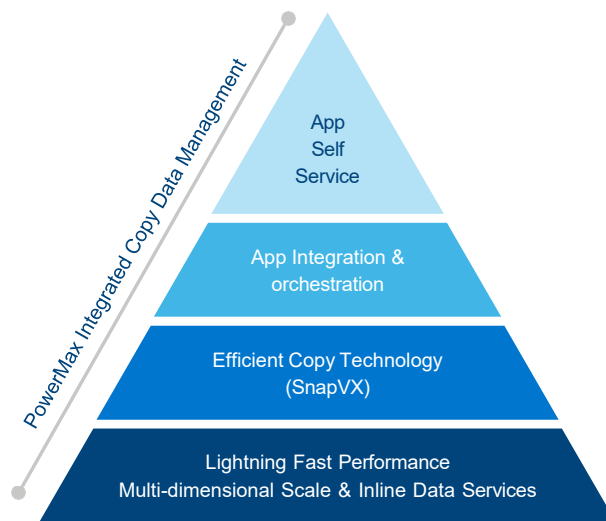 PowerMax Integrated Copy Data Management
App
Self
Service
App Integration &
orchestration
Efficient Copy Technology
(SnapVX)
Lightning Fast Performance
Multi-dimensional Scale & Inline Data Services